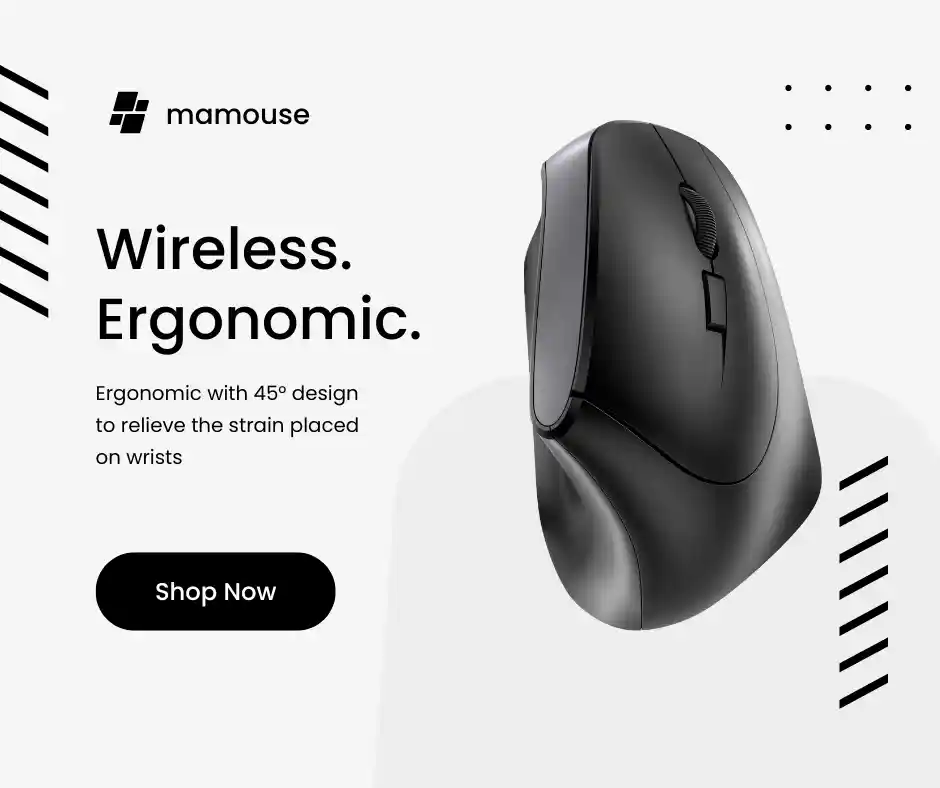 mamouse
Wireless.
Ergonomic.
Ergonomic with 45º design
to relieve the strain placed
on wrists
Shop Now